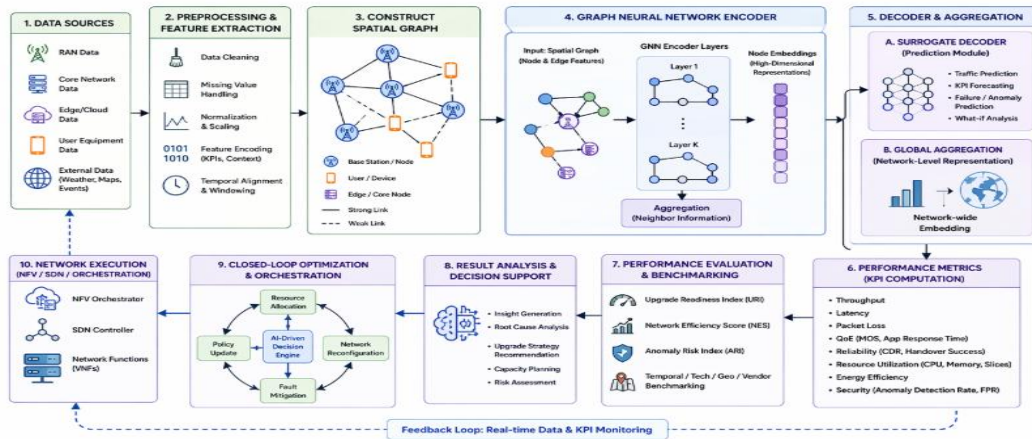 1. DATA SOURCES
RAN Data
Core Network
Data
Edge/Cloud
Data
User Equipment
Data
External Data
(Weather, Maps,
Events)
2. PREPROCESSING &
FEATURE EXTRACTION
Data Cleaning
Missing Value
Handling
Normalization
& Scaling
0101
1010
Feature Encoding
(KPIs, Context)
Temporal Alignment
& Windowing
3. CONSTRUCT
SPATIAL GRAPH
Base Station / Node
User / Device
Edge / Core Node
Strong Link
Weak Link
4. GRAPH NEURAL NETWORK ENCODER
Input: Spatial Graph
(Node & Edge Features)
GNN Encoder Layers
Layer 1
Layer K
Aggregation
(Neighbor Information)
Node Embeddings
(High-Dimensional
Representations)
5. DECODER & AGGREGATION
A. SURROGATE DECODER
(Prediction Module)
• Traffic Prediction
• KPI Forecasting
• Failure / Anomaly
Prediction
• What-if Analysis
B. GLOBAL AGGREGATION
(Network-Level Representation)
Network-wide
Embedding
6. PERFORMANCE METRICS
(KPI COMPUTATION)
• Throughput
• Latency
• Packet Loss
• QoE (MOS, App Response Time)
• Reliability (CDR, Handover Success)
• Resource Utilization (CPU, Memory, Slices)
• Energy Efficiency
• Security (Anomaly Detection Rate, FPR)
7. PERFORMANCE EVALUATION
& BENCHMARKING
Upgrade Readiness Index (URI)
Network Efficiency Score (NES)
Anomaly Risk Index (ARI)
Temporal / Tech / Geo / Vendor
Benchmarking
8. RESULT ANALYSIS &
DECISION SUPPORT
• Insight Generation
• Root Cause Analysis
• Upgrade Strategy
Recommendation
• Capacity Planning
• Risk Assessment
9. CLOSED-LOOP OPTIMIZATION
& ORCHESTRATION
Resource
Allocation
Policy
Update
AI-Driven
Decision
Engine
Network
Reconfiguration
Fault
Mitigation
10. NETWORK EXECUTION
(NFV / SDN / ORCHESTRATION)
NFV Orchestrator
SDN Controller
Network Functions
(VNFs)
Feedback Loop: Real-time Data & KPI Monitoring